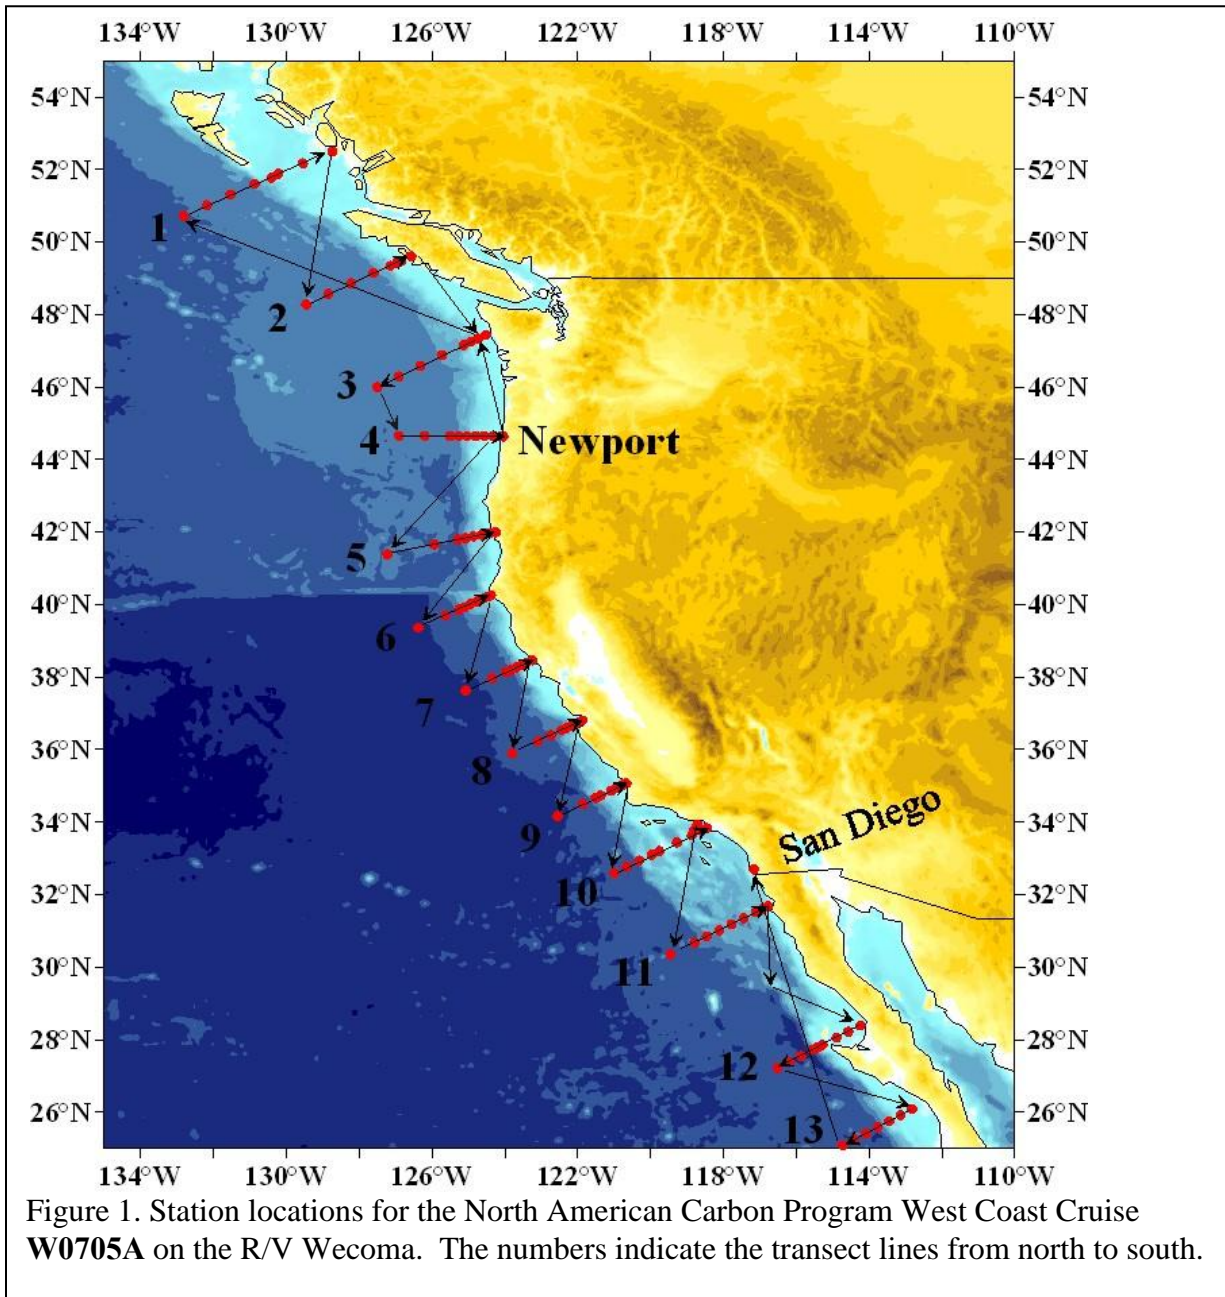 134°W 130°W 126°W 122°W 118°W 114°W 110°W
54°N 54°N
52°N 52°N
1
50°N 50°N
2
48°N 48°N
3
46°N 46°N
4 Newport
44°N 44°N
42°N 42°N
5
40°N 40°N
6
38°N 38°N
7
36°N 36°N
8
34°N 34°N
9 San Diego
10
32°N 32°N
11
30°N 30°N
28°N 28°N
12
26°N 26°N
13
134°W 130°W 126°W 122°W 118°W 114°W 110°W
Figure 1. Station locations for the North American Carbon Program West Coast Cruise
W0705A on the R/V Wecoma. The numbers indicate the transect lines from north to south.